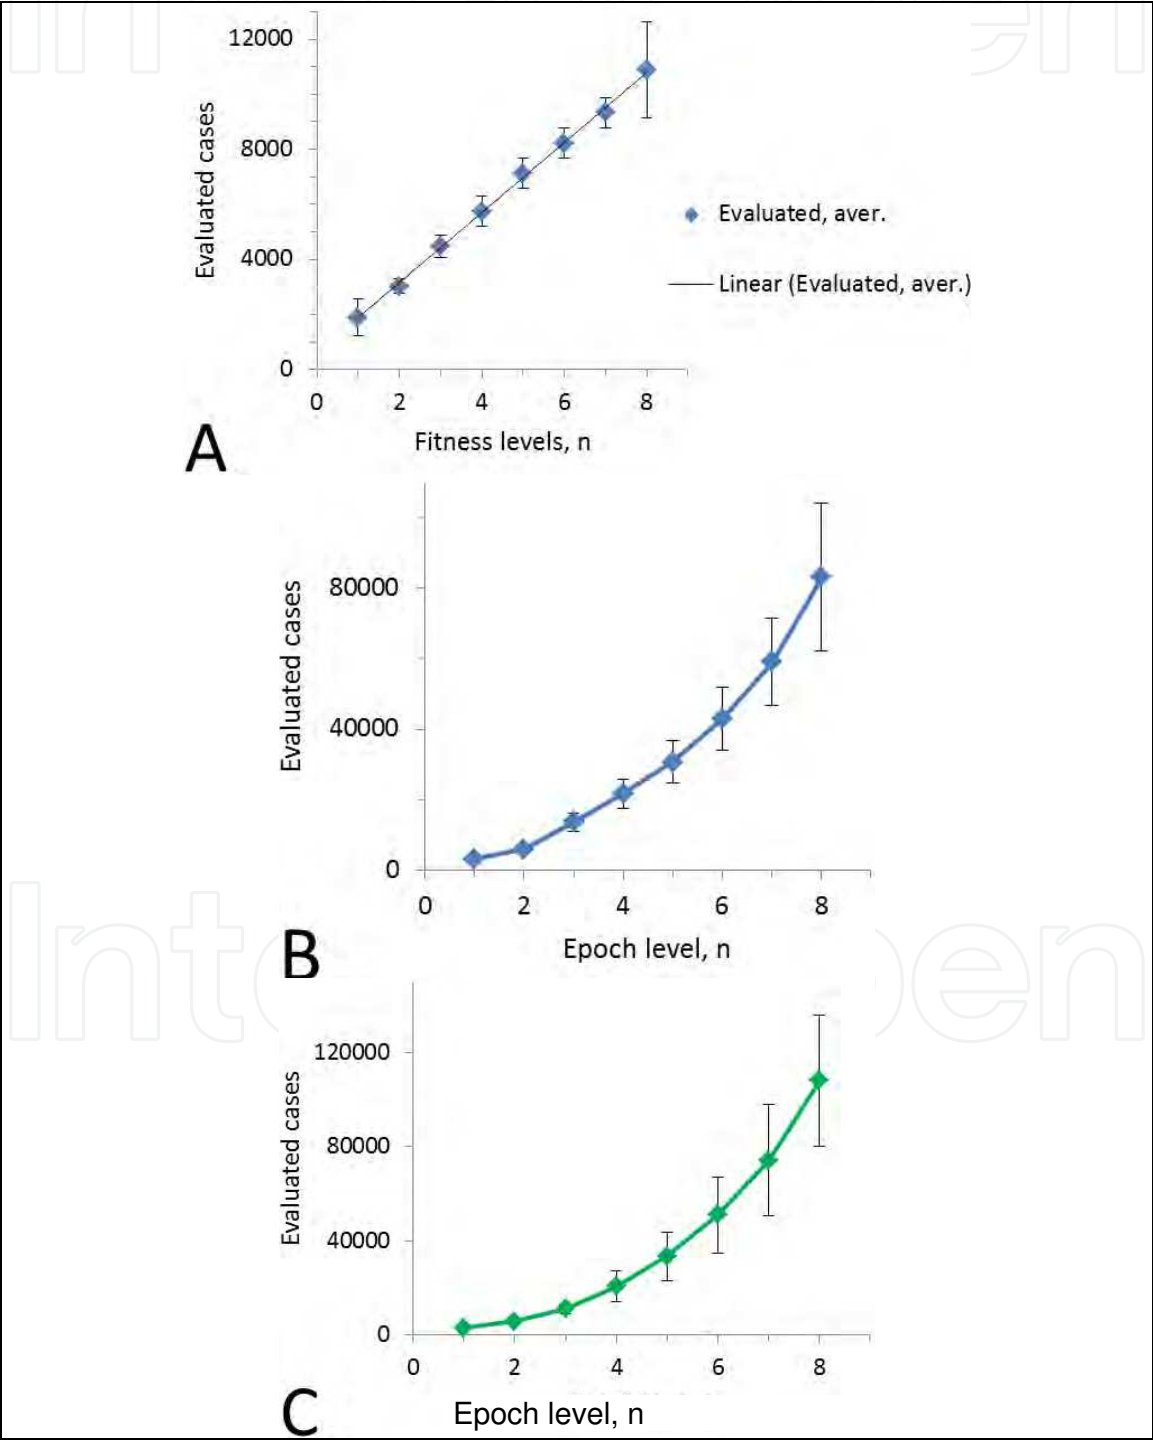 12000
8000
4000
0
Evaluated cases
0 2 4 6 8
Fitness levels, n
Evaluated, aver.
Linear (Evaluated, aver.)
A
80000
40000
0
Evaluated cases
0 2 4 6 8
Epoch level, n
B
120000
80000
40000
0
Evaluated cases
0 2 4 6 8
Epoch level, n
C